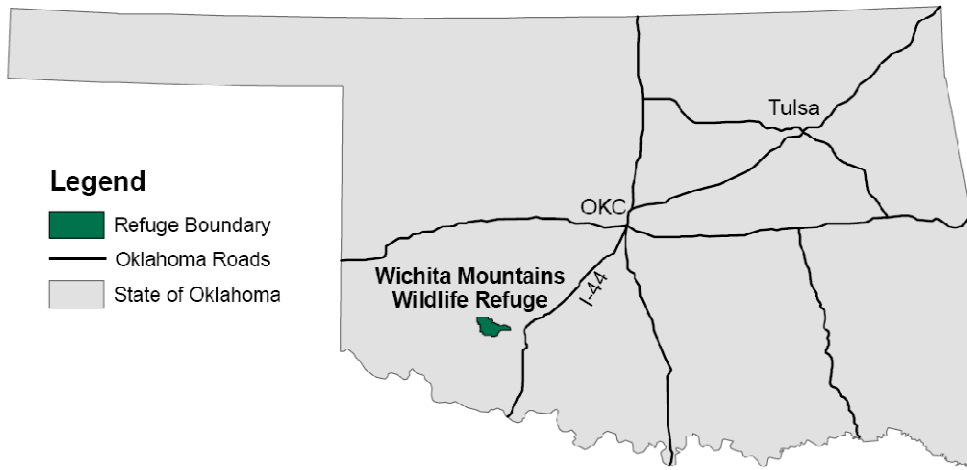 Tulsa
OKC
Legend
Refuge Boundary
Oklahoma Roads
State of Oklahoma
Wichita Mountains
Wildlife Refuge
I-44